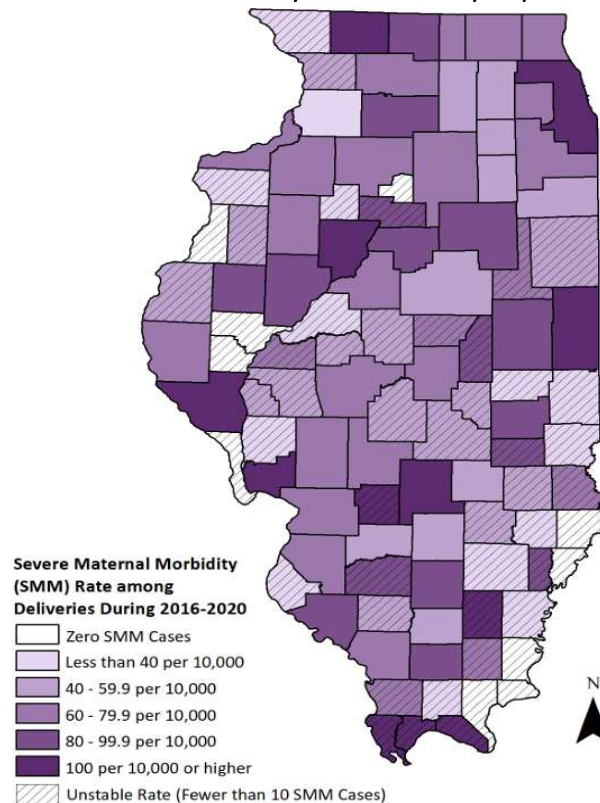 Severe Maternal Morbidity
(SMM) Rate among
Deliveries During 2016-2020
Zero SMM Cases
Less than 40 per 10,000
40 - 59.9 per 10,000
60 - 79.9 per 10,000
80 - 99.9 per 10,000
100 per 10,000 or higher
Unstable Rate (Fewer than 10 SMM Cases)
N